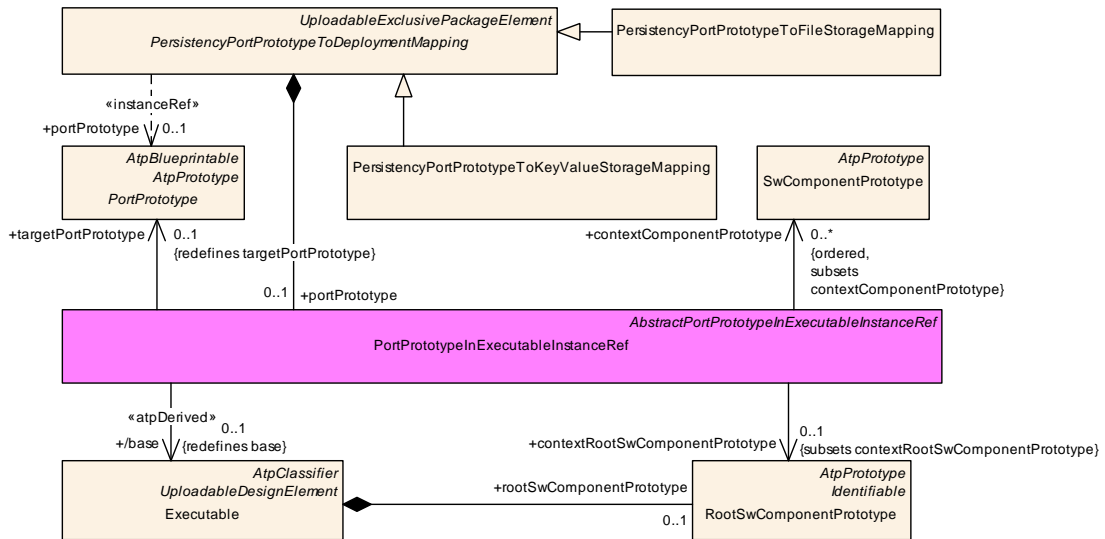 UploadableExclusivePackageElement
PersistencyPortPrototypeToDeploymentMapping
PersistencyPortPrototypeToFileStorageMapping
«instanceRef»
+portPrototype 0..1
AtpBlueprintable
AtpPrototype
PortPrototype
PersistencyPortPrototypeToKeyValueStorageMapping
AtpPrototype
SwComponentPrototype
+targetPortPrototype 0..1
{redefines targetPortPrototype}
+contextComponentPrototype 0..*
{ordered,
subsets
contextComponentPrototype}
0..1 +portPrototype
AbstractPortPrototypeInExecutableInstanceRef
PortPrototypeInExecutableInstanceRef
«atpDerived»
0..1
+/base {redefines base}
0..1
+contextRootSwComponentPrototype {subsets contextRootSwComponentPrototype}
AtpClassifier
UploadableDesignElement
Executable
+rootSwComponentPrototype
0..1
AtpPrototype
Identifiable
RootSwComponentPrototype